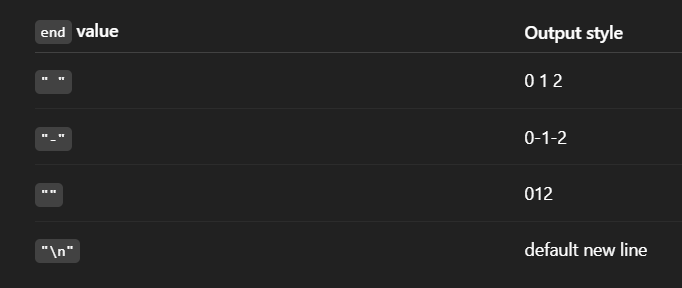 end value Output style
" " 0 1 2
"-" 0-1-2
"" 012
"\n" default new line